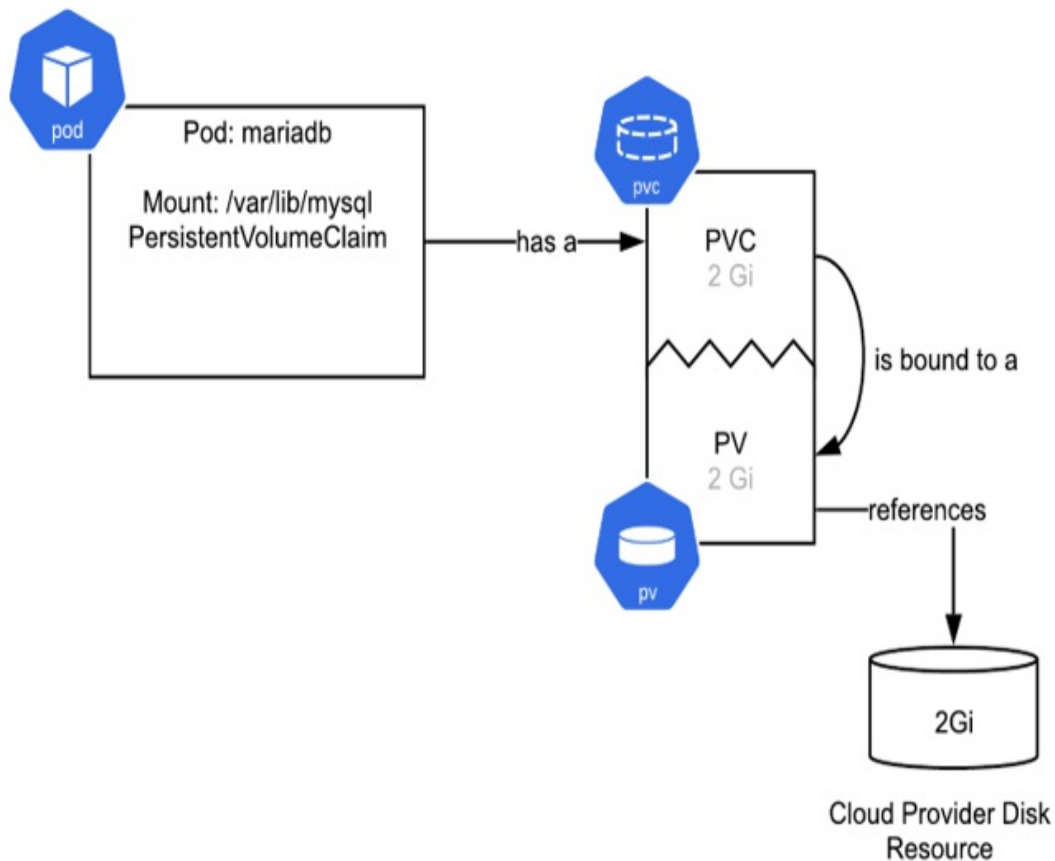 pod
Pod: mariadb
Mount: /var/lib/mysql
PersistentVolumeClaim
has a
pvc
PVC
2 Gi
is bound to a
PV
2 Gi
pv
references
2Gi
Cloud Provider Disk
Resource